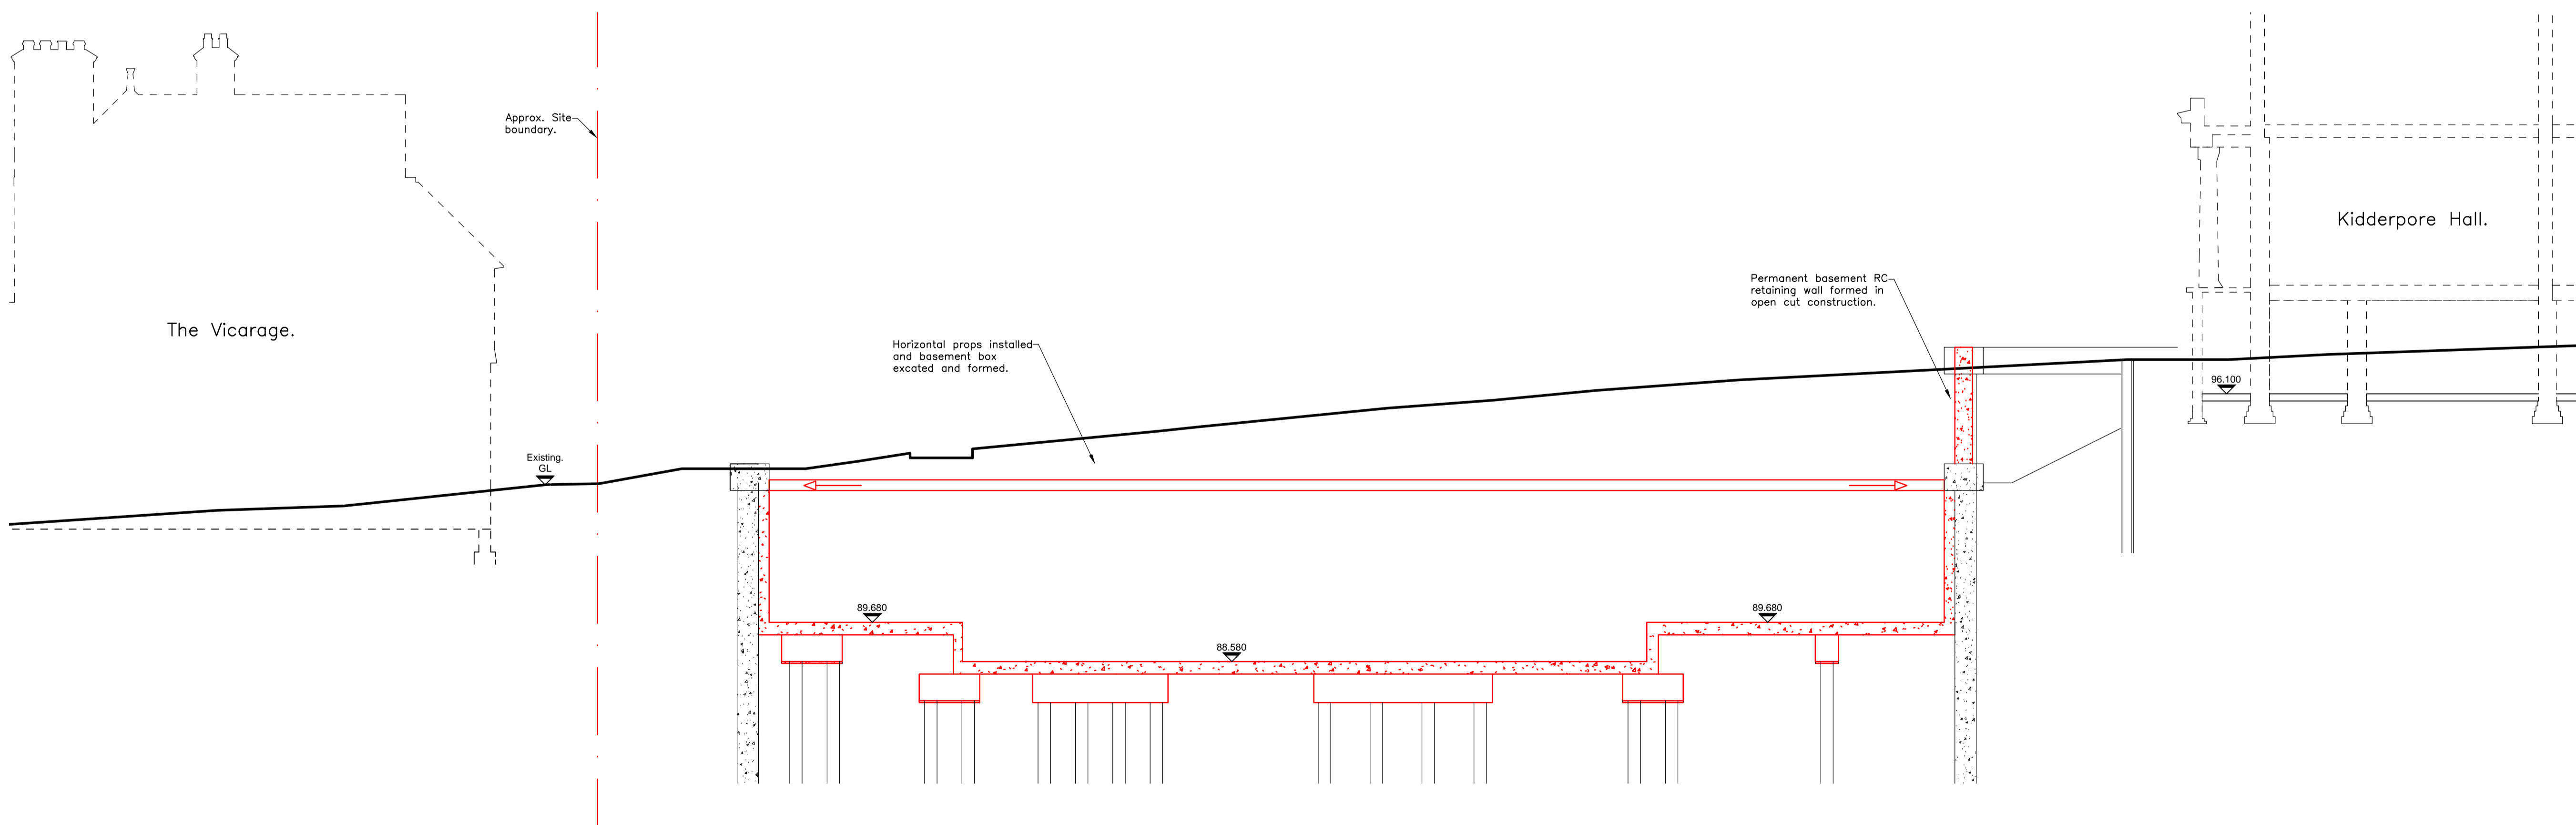 Approx. Site
boundary.
The Vicarage.
Existing.
GL
Horizontal props installed
and basement box
excated and formed.
Permanent basement RC
retaining wall formed in
open cut construction.
Kidderpore Hall.
96.100
89.680
88.580
89.680